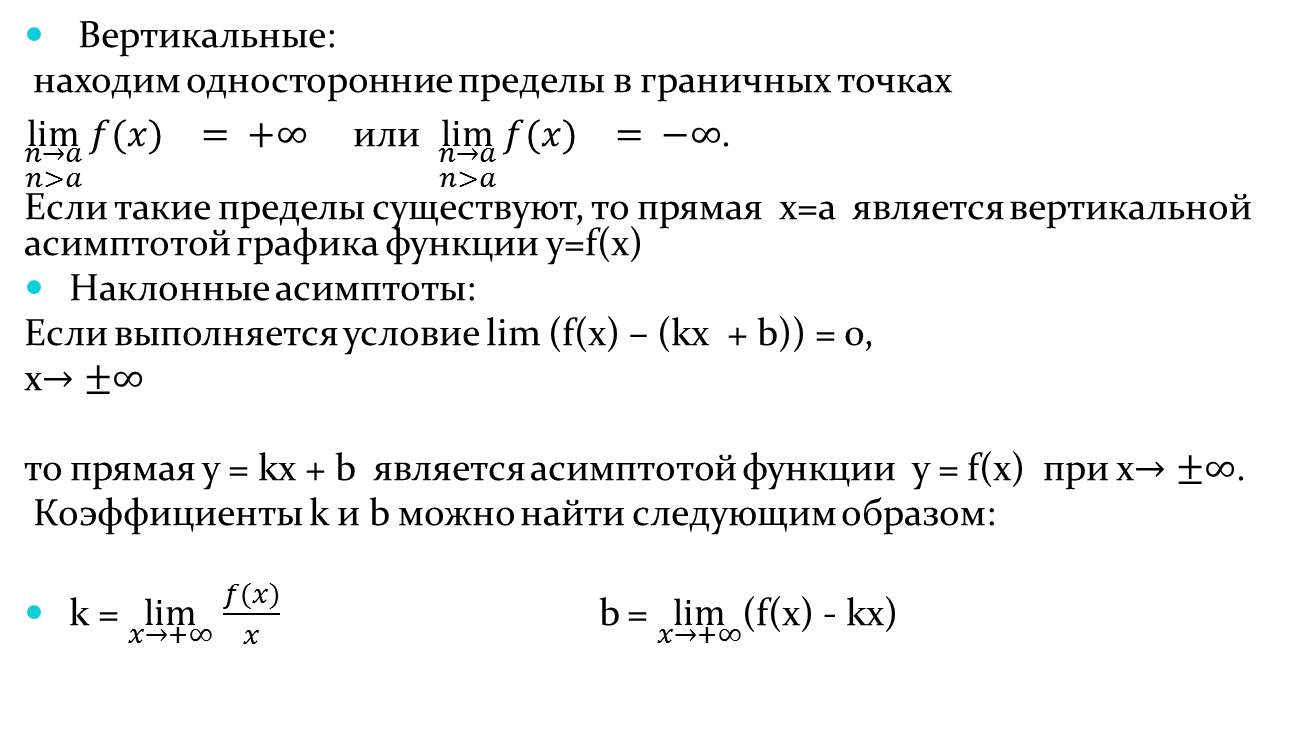 • Вертикальные:
находим односторонние пределы в граничных точках
lim f(x) = +∞ или lim f(x) = −∞.
n→a n→a
n>a n>a
Если такие пределы существуют, то прямая x=a является вертикальной
асимптотой графика функции y=f(x)
• Наклонные асимптоты:
Если выполняется условие lim (f(x) – (kx + b)) = 0,
x→ ±∞
то прямая y = kx + b является асимптотой функции y = f(x) при x→ ±∞.
Коэффициенты k и b можно найти следующим образом:
• k = lim x→+∞ f(x)/x b = lim x→+∞ (f(x) - kx)